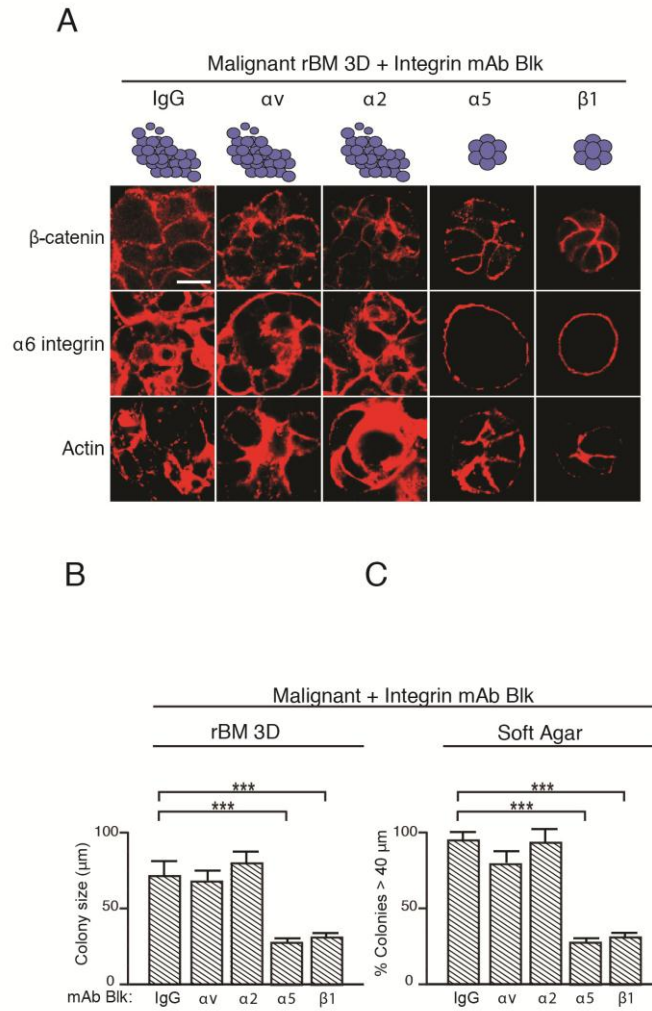 A
Malignant rBM 3D + Integrin mAb Blk
IgG αv α2 α5 β1
β-catenin
α6 integrin
Actin
B C
Malignant + Integrin mAb Blk
rBM 3D Soft Agar
*** ***
*** ***
100 100
Colony size (µm) % Colonies > 40 µm
50 50
0 0
mAb Blk: IgG αv α2 α5 β1 IgG αv α2 α5 β1